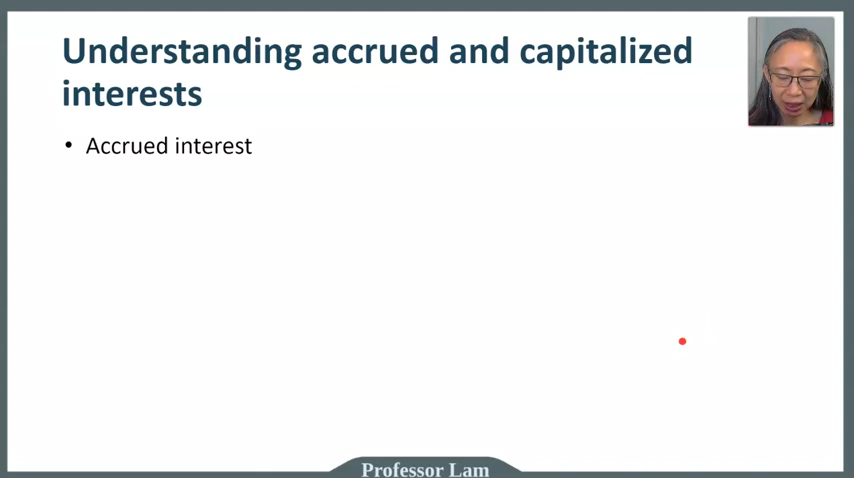 Understanding accrued and capitalized
interests
• Accrued interest
Professor Lam